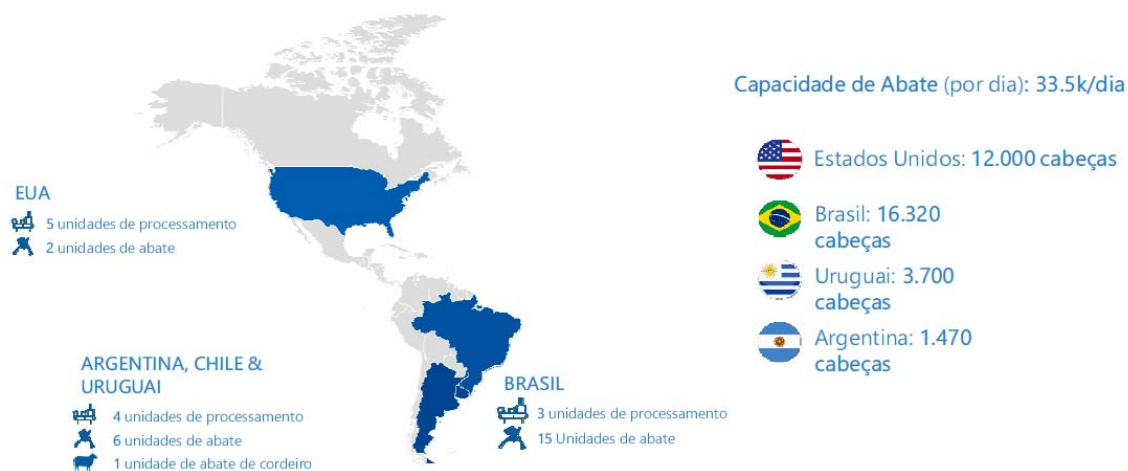 Capacidade de Abate (por dia): 33.5k/dia
Estados Unidos: 12.000 cabeças
Brasil: 16.320
cabeças
Uruguai: 3.700
cabeças
Argentina: 1.470
cabeças
EUA
5 unidades de processamento
2 unidades de abate
ARGENTINA, CHILE &
URUGUAI
4 unidades de processamento
6 unidades de abate
1 unidade de abate de cordeiro
BRASIL
3 unidades de processamento
15 Unidades de abate